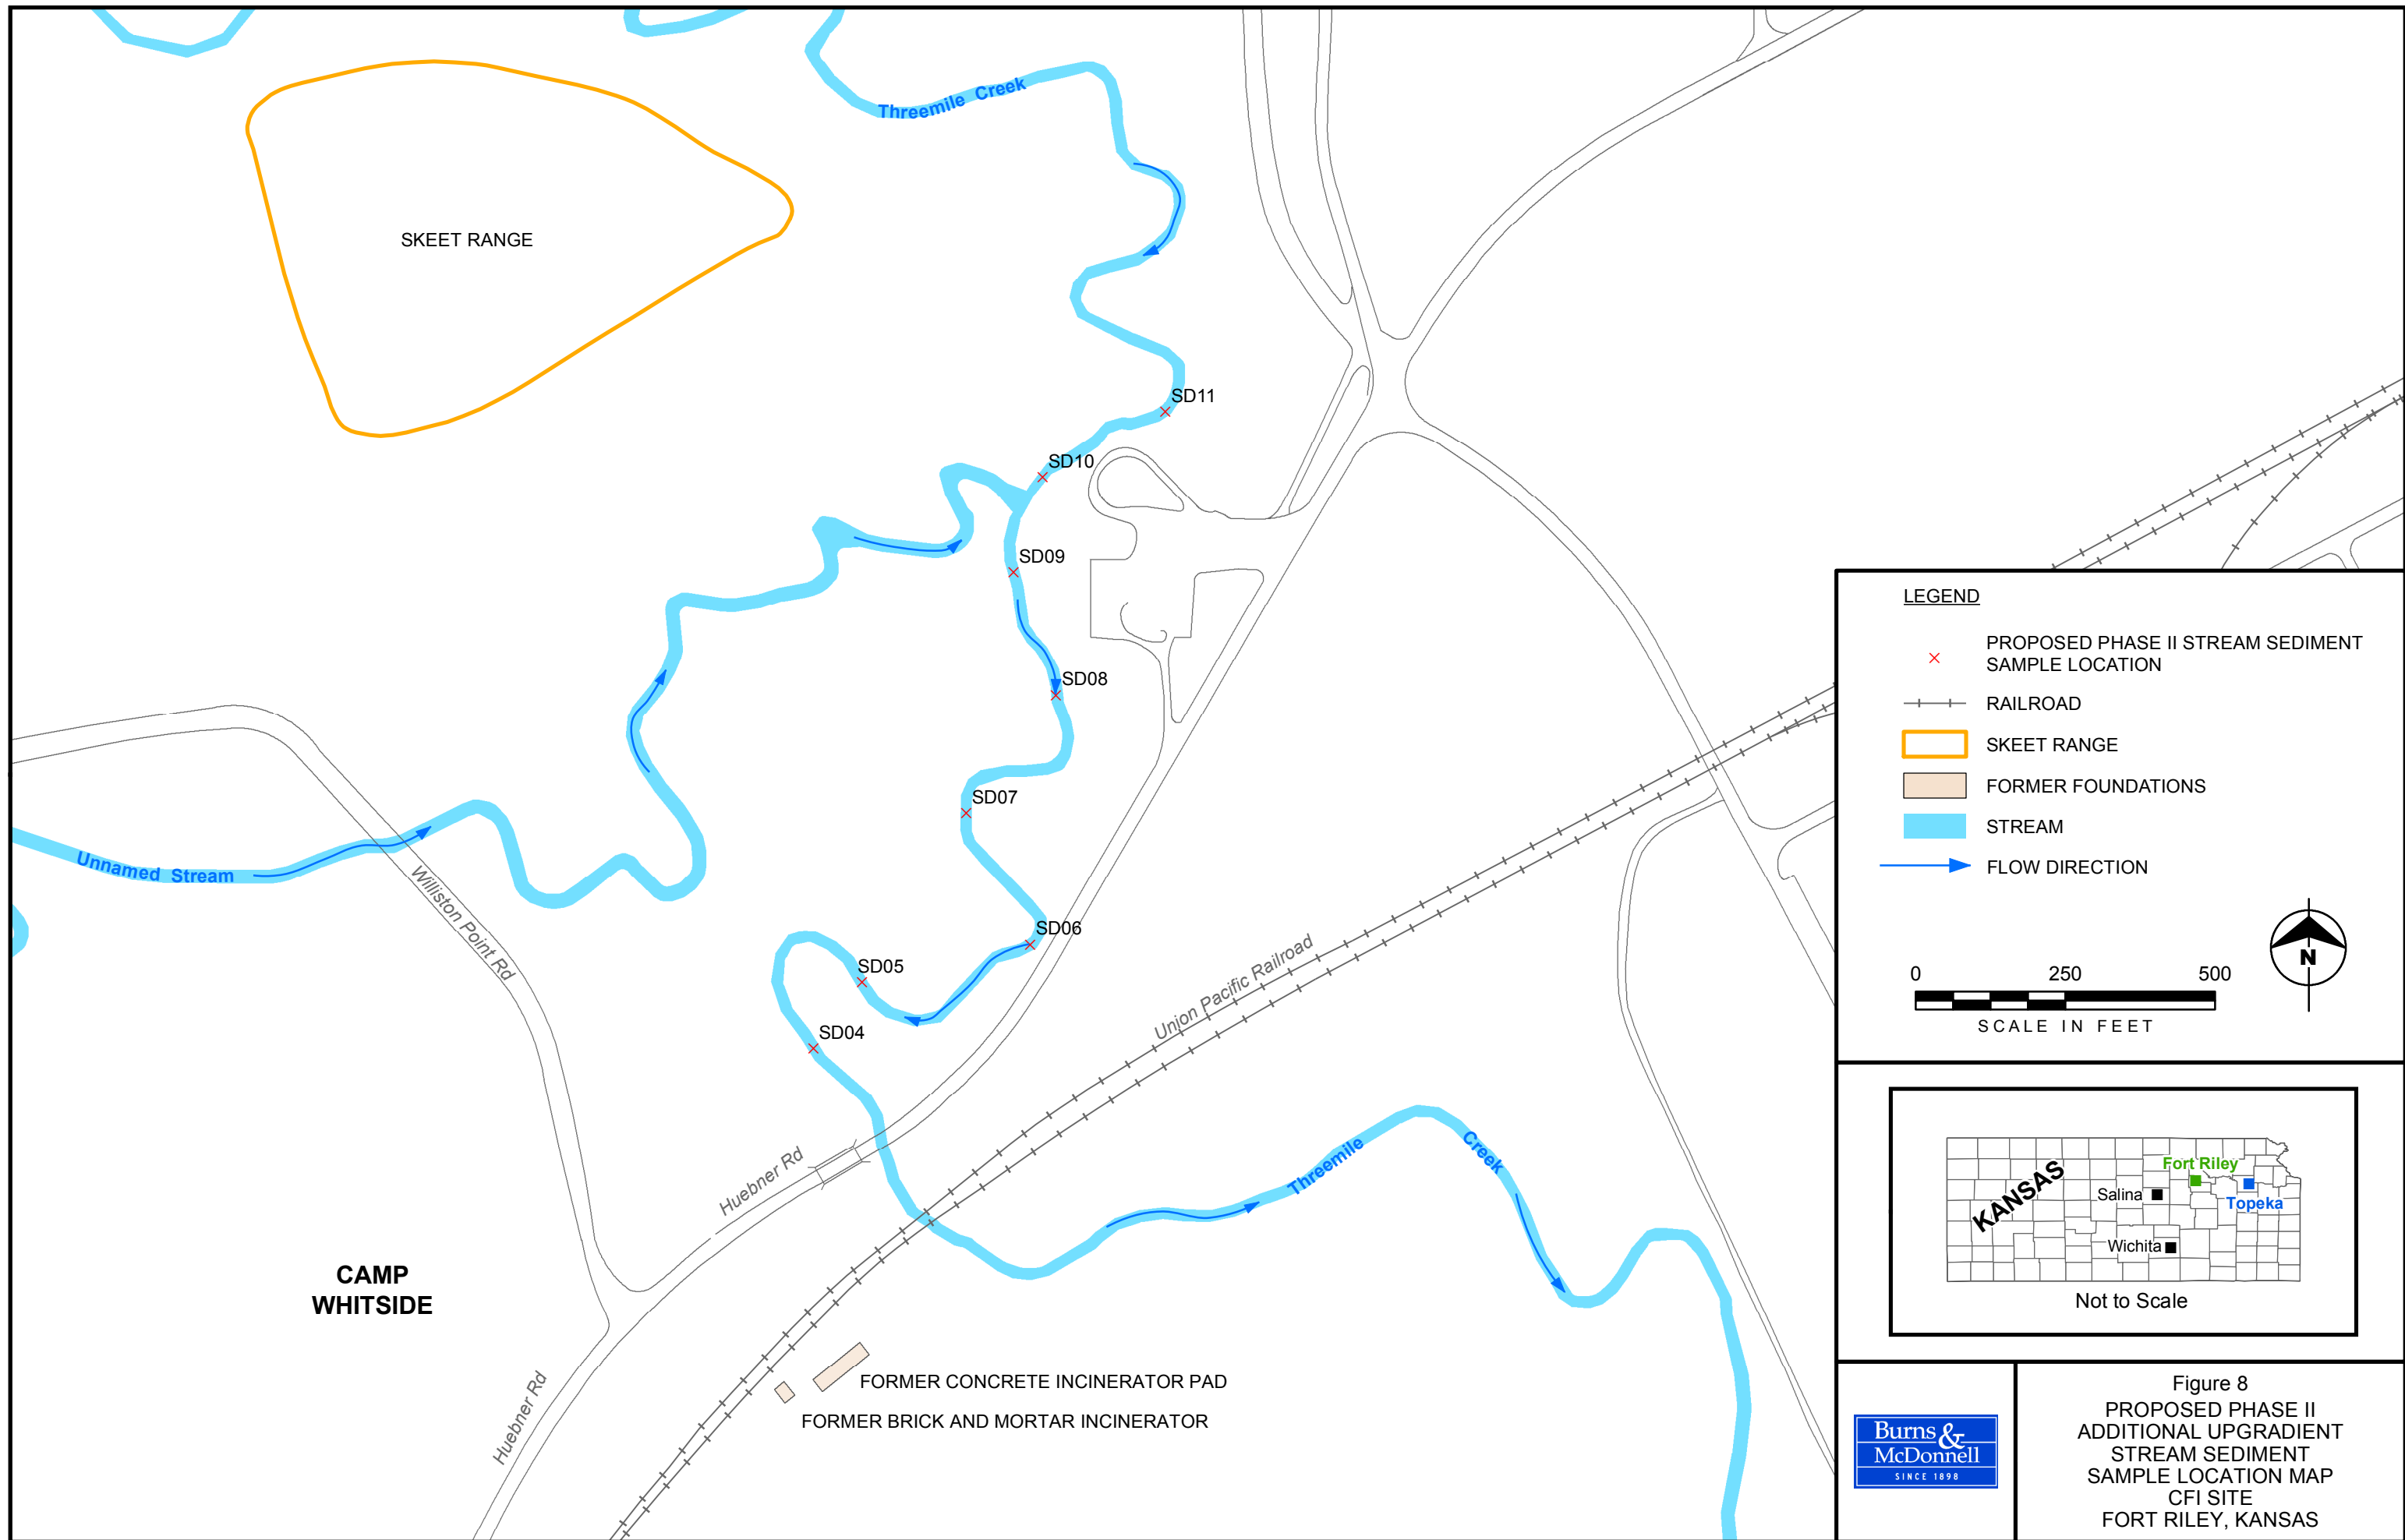 Threemile Creek
SKEET RANGE
SD11
SD10
SD09
SD08
SD07
SD06
SD05
SD04
Unnamed Stream
Williston Point Rd
Union Pacific Railroad
Huebner Rd
Threemile Creek
CAMP
WHITSIDE
Huebner Rd
FORMER CONCRETE INCINERATOR PAD
FORMER BRICK AND MORTAR INCINERATOR
LEGEND
PROPOSED PHASE II STREAM SEDIMENT
SAMPLE LOCATION
RAILROAD
SKEET RANGE
FORMER FOUNDATIONS
STREAM
FLOW DIRECTION
N
0 250 500
SCALE IN FEET
KANSAS
Fort Riley
Salina
Topeka
Wichita
Not to Scale
Burns &
McDonnell
SINCE 1898
Figure 8
PROPOSED PHASE II
ADDITIONAL UPGRADIENT
STREAM SEDIMENT
SAMPLE LOCATION MAP
CFI SITE
FORT RILEY, KANSAS